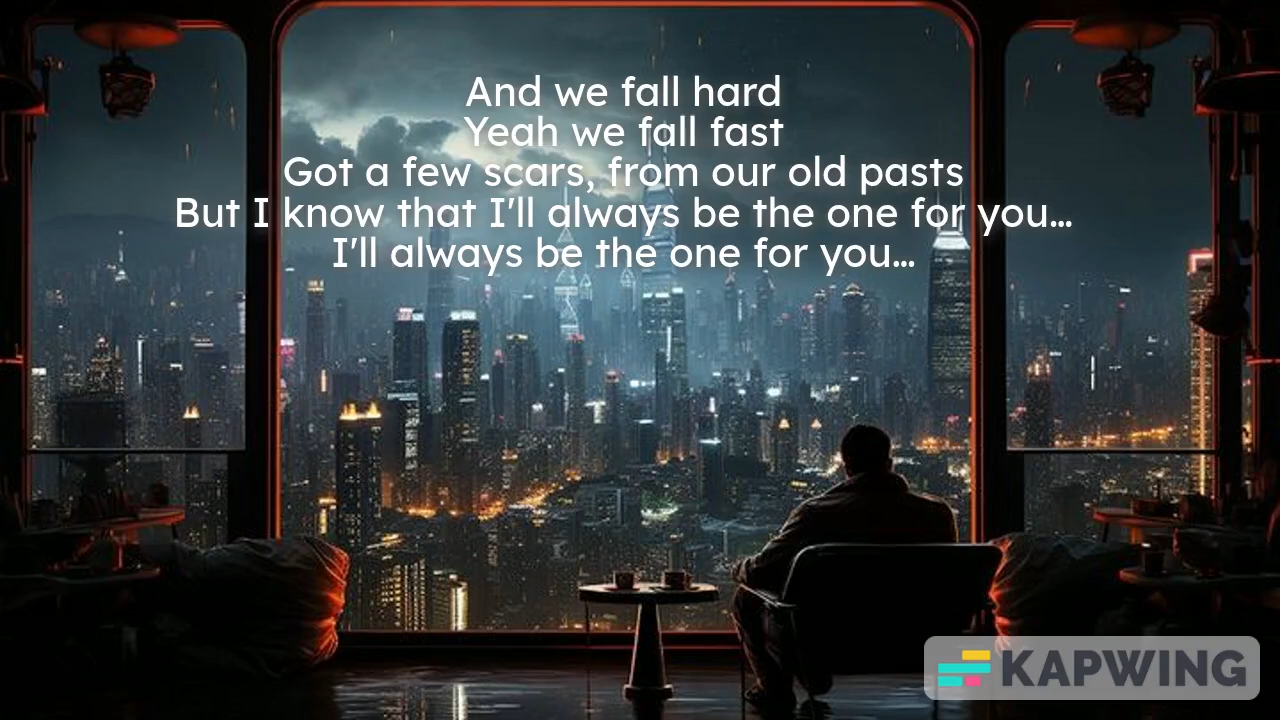 And we fall hard
Yeah we fall fast
Got a few scars, from our old pasts
But I know that I'll always be the one for you...
I'll always be the one for you...
KAPWING